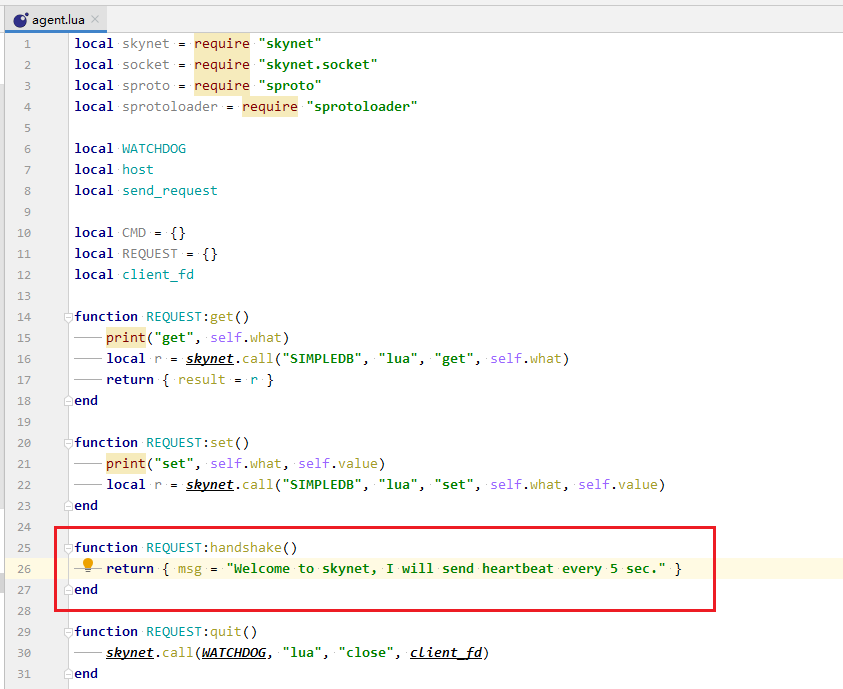 agent.lua
1 local skynet = require "skynet"
2 local socket = require "skynet.socket"
3 local sproto = require "sproto"
4 local sprotoloader = require "sprotoloader"
5
6 local WATCHDOG
7 local host
8 local send_request
9
10 local CMD = {}
11 local REQUEST = {}
12 local client_fd
13
14 function REQUEST:get()
15 print("get", self.what)
16 local r = skynet.call("SIMPLEDB", "lua", "get", self.what)
17 return { result = r }
18 end
19
20 function REQUEST:set()
21 print("set", self.what, self.value)
22 local r = skynet.call("SIMPLEDB", "lua", "set", self.what, self.value)
23 end
24
25 function REQUEST:handshake()
26 return { msg = "Welcome to skynet, I will send heartbeat every 5 sec." }
27 end
28
29 function REQUEST:quit()
30 skynet.call(WATCHDOG, "lua", "close", client_fd)
31 end